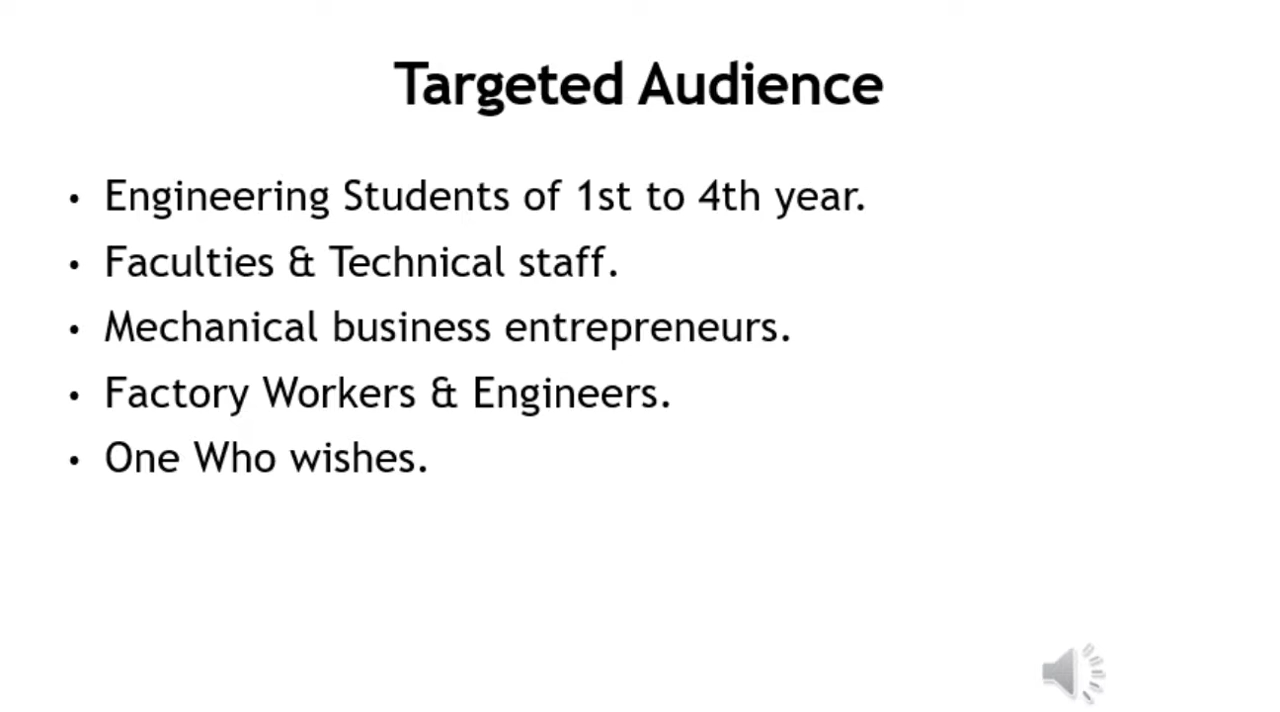 Targeted Audience
• Engineering Students of 1st to 4th year.
• Faculties & Technical staff.
• Mechanical business entrepreneurs.
• Factory Workers & Engineers.
• One Who wishes.